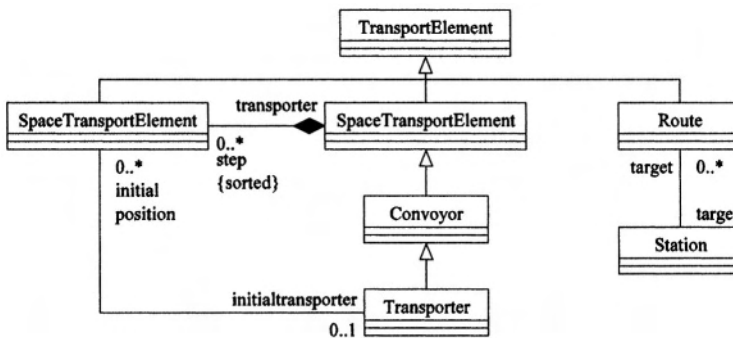 TransportElement
SpaceTransportElement
transporter
SpaceTransportElement
Route
0..*
step
{sorted}
0..*
initial
position
target
0..*
Convoyor
target
Station
initialtransporter
Transporter
0..1